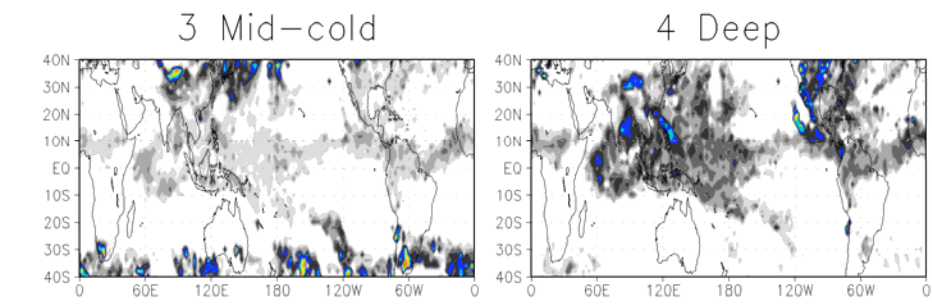 3 Mid-cold 4 Deep
40N 40N
30N 30N
20N 20N
10N 10N
EQ EQ
10S 10S
20S 20S
30S 30S
40S 40S
0 60E 120E 180 120W 60W 0 0 60E 120E 180 120W 60W 0